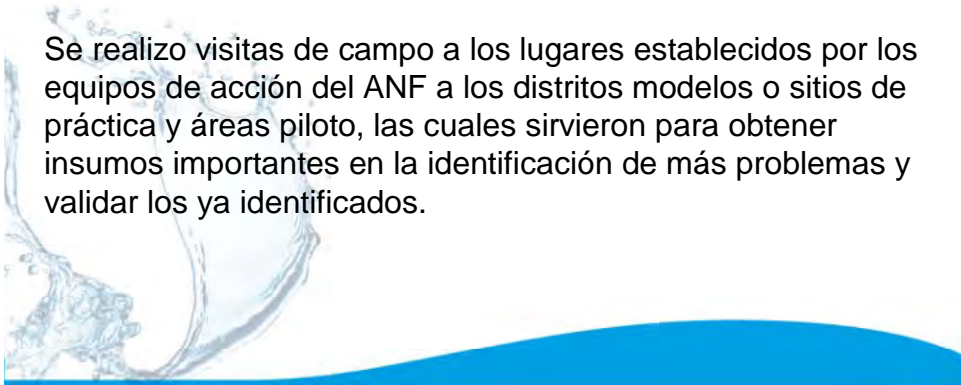 Se realizo visitas de campo a los lugares establecidos por los
equipos de acción del ANF a los distritos modelos o sitios de
práctica y áreas piloto, las cuales sirvieron para obtener
insumos importantes en la identificación de más problemas y
validar los ya identificados.